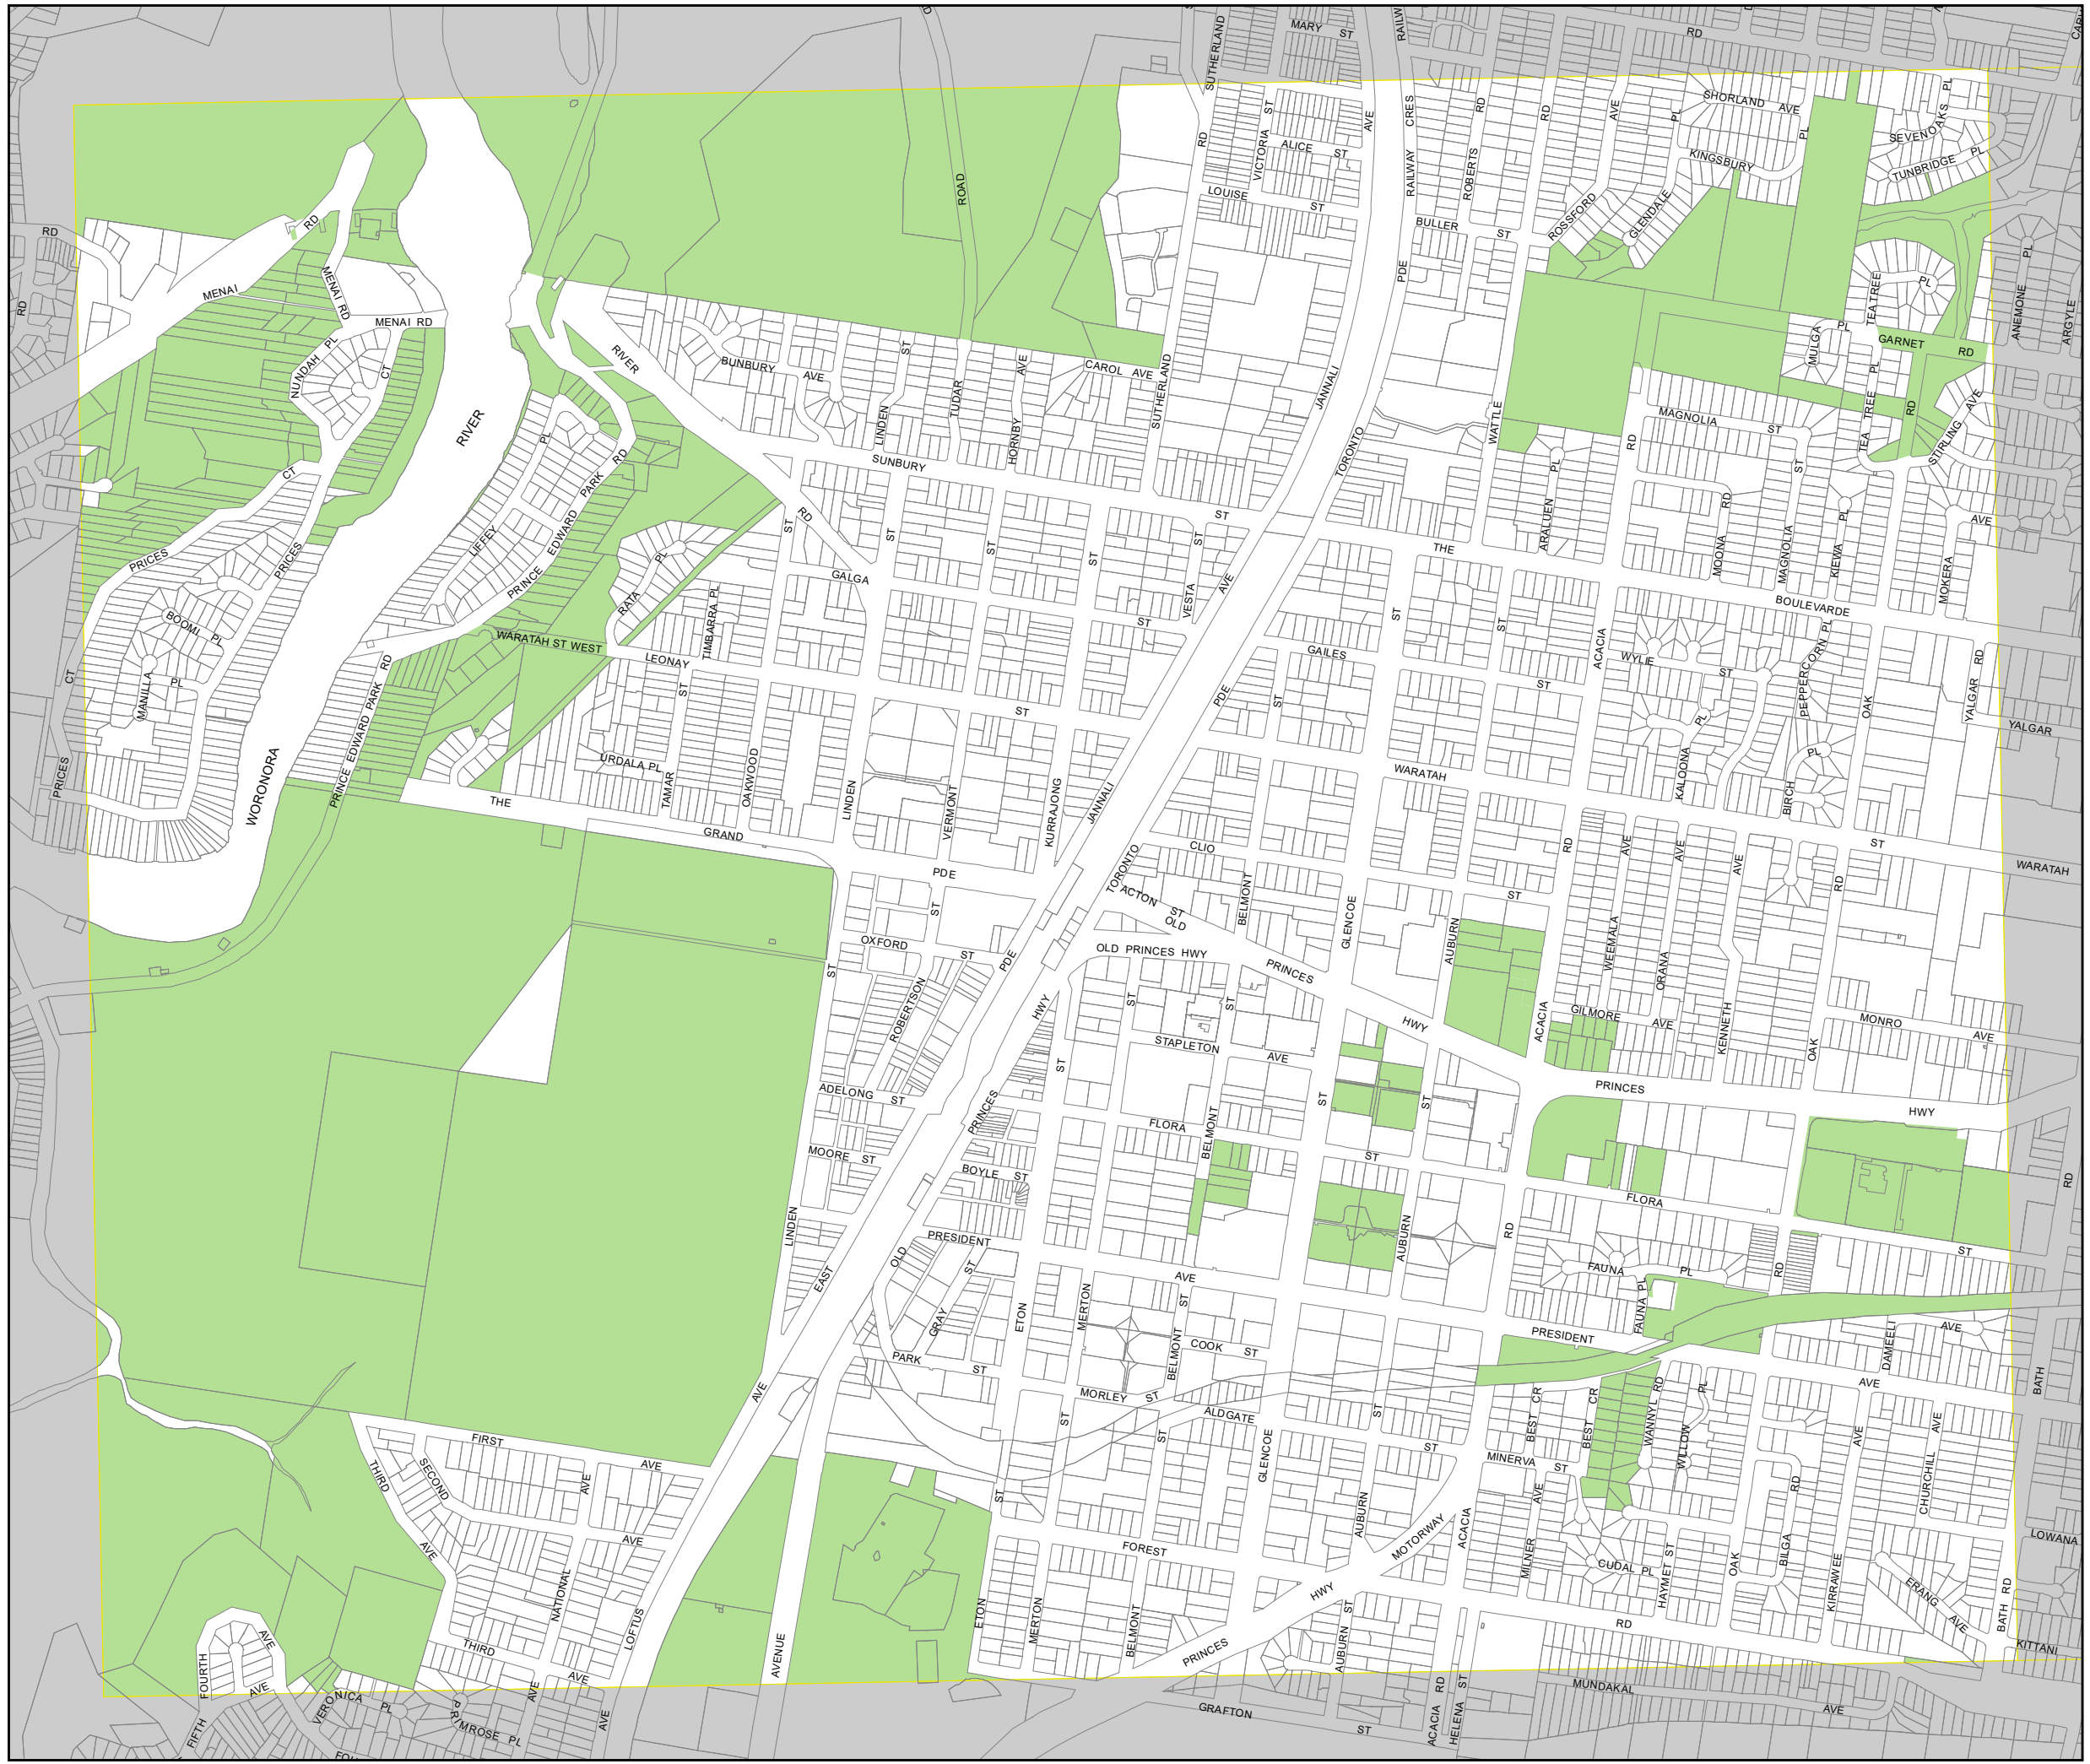 SUTHERLAND
MARY ST
RAILW
RD
SHORLAND AVE
PL
SEVENOAKS
RD
AVE
PL
VICTORIA ST
ALICE ST
AVE
RAILWAY CRES
ROBERTS RD
KINGSBURY PL
TUNBRIDGE PL
LOUISE ST
ROAD
BULLER ST
ROSSFORD
GLENDALE
RD
RD
MENAI RD
MENAI RD
MENAI
PDE
TEA TREE PL
ANEMONE PL
ARGYLE
MENAI RD
NUNDAH PL
CT
RIVER
BUNBURY AVE
LINDEN ST
TUDAR
HORNBY AVE
CAROL AVE
SUTHERLAND
JANNALI
MULGA PL
GARNET RD
RIVER
PL
PARK RD
SUNBURY ST
TORONTO
WATTLE
RD
MAGNOLIA ST
TEA TREE PL
RD
STIRLING AVE
CT
PRICES
PRICES
LIFFEY
PRINCE EDWARD
RATA PL
ST
RD
GALGA ST
ST
ST
ST
VESTA ST
AVE
THE BOULEVARDE
ARALUEN PL
MOONA RD
MAGNOLIA ST
KIEWA PL
MOKERA
AVE
BOOMI PL
WARATAH ST WEST
LEONAY ST
TIMBARRA PL
GAILES ST
ST
ST
ACACIA
WYLIE ST
PEPPERCORN PL
OAK
YALGAR RD
YALGAR
CT
MANILLA PL
PRINCE EDWARD PARK RD
PDE
ST
KALOONA PL
BIRCH PL
PRICES
WORONORA
URDALA PL
TAMAR
OAKWOOD
LINDEN
VERMONT
KURRAJONG
JANNALI
WARATAH ST
THE GRAND PDE
CLIO
TORONTO
ACTON ST
BELMONT
RD
AVE
AVE
AVE
RD
ST
WARATAH
ST
OXFORD ST
ST
OLD
OLD PRINCES HWY
PRINCES HWY
GLENCOE
AUBURN
WEEMALA
ORANA
ROBERTSON
PDE
HWY
ST
ST
STAPLETON AVE
ACACIA
GILMORE AVE
KENNETH
OAK
MONRO AVE
ADELONG ST
PRINCES
ST
ST
ST
PRINCES HWY
MOORE ST
FLORA ST
BELMONT
BOYLE ST
LINDEN
PRESIDENT AVE
FLORA ST
RD
EAST
OLD
GRAY ST
ETON
MERTON
BELMONT ST
COOK ST
AUBURN
RD
FAUNA PL
FAUNA PL
RD
PRESIDENT AVE
DAMEELI AVE
BATH
PARK ST
MORLEY ST
ALDGATE ST
AVE
FIRST AVE
THIRD AVE
SECOND AVE
AVE
ST
ST
ST
GLENCOE
ST
BEST CR
BEST CR
WANNYL RD
WILLOW PL
MINERVA ST
AVE
AVE
CHURCHILL
RD
AVE
FOREST RD
AUBURN
MOTORWAY
ACACIA
MILNER
CUDAL PL
HAYMET ST
OAK
BILGA
KIRRAWEE
ERANG AVE
BATH RD
LOWANA
NATIONAL
LOFTUS
AVENUE
ETON
MERTON
BELMONT
PRINCES HWY
AUBURN ST
KITTANI
THIRD AVE
FOURTH AVE
AVE
FIFTH
VERONICA PL
PRIMROSE PL
AVE
AVE
GRAFTON ST
ACACIA RD
HELENA ST
MUNDAKAL AVE